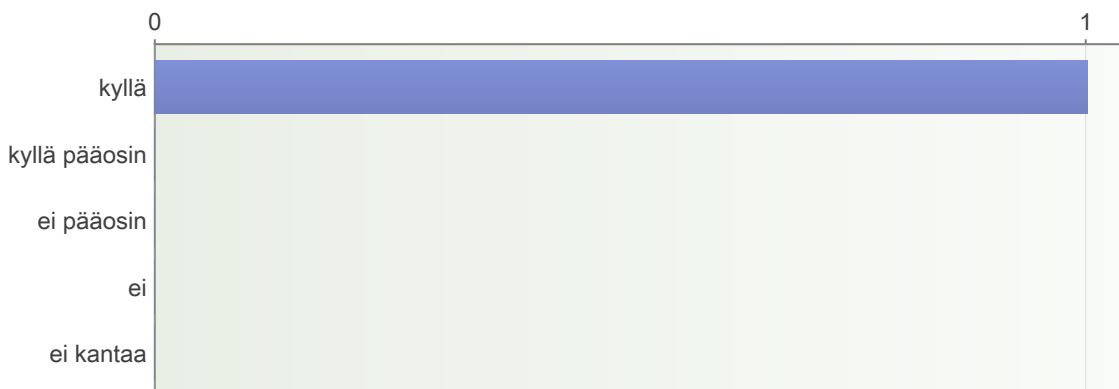 0 1
kyllä
kyllä pääosin
ei pääosin
ei
ei kantaa